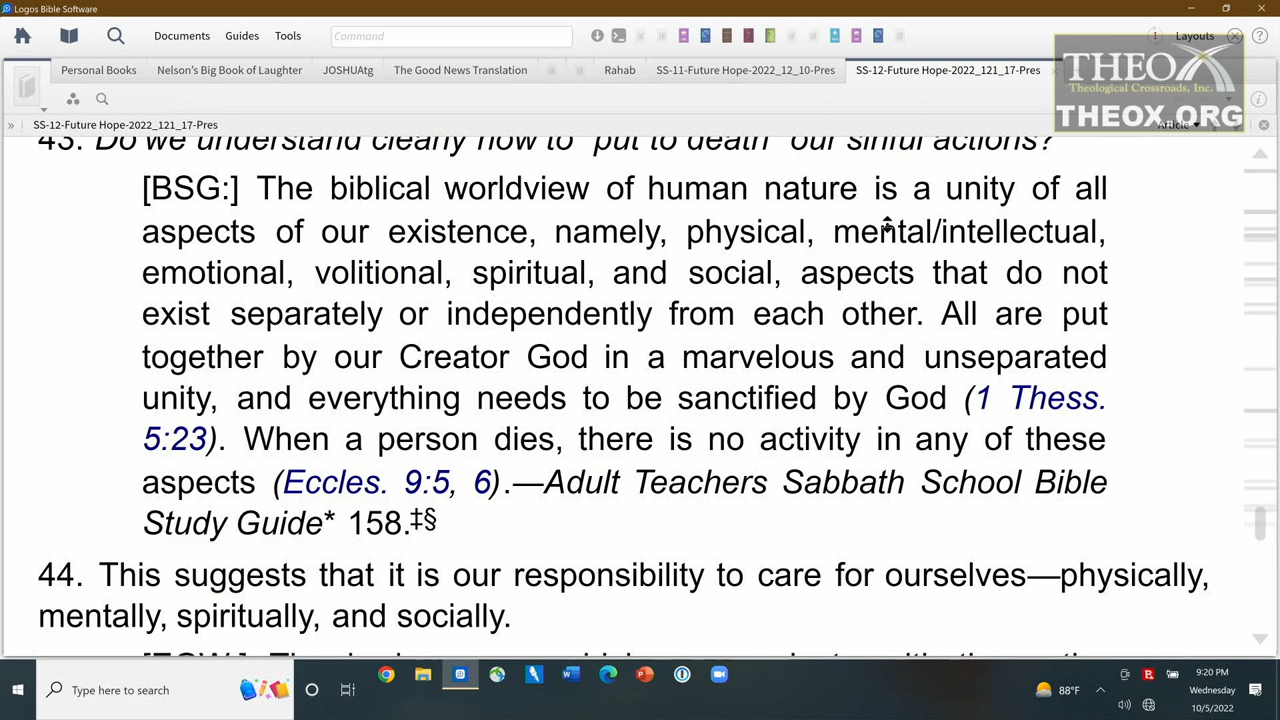 Logos Bible Software
Documents Guides Tools Command Layouts
Personal Books Nelson's Big Book of Laughter JOSHUAtg The Good News Translation Rahab SS-11-Future Hope-2022_12_10-Pres SS-12-Future Hope-2022_121_17-Pres
THEOX
Theological Crossroads, Inc.
THEOX.ORG
SS-12-Future Hope-2022_121_17-Pres Article
43. Do we understand clearly how to "put to death" our sinful actions?
[BSG:] The biblical worldview of human nature is a unity of all
aspects of our existence, namely, physical, mental/intellectual,
emotional, volitional, spiritual, and social, aspects that do not
exist separately or independently from each other. All are put
together by our Creator God in a marvelous and unseparated
unity, and everything needs to be sanctified by God (1 Thess.
5:23). When a person dies, there is no activity in any of these
aspects (Eccles. 9:5, 6).—Adult Teachers Sabbath School Bible
Study Guide* 158.‡§
44. This suggests that it is our responsibility to care for ourselves—physically,
mentally, spiritually, and socially.
Type here to search
88°F
9:20 PM
Wednesday
10/5/2022